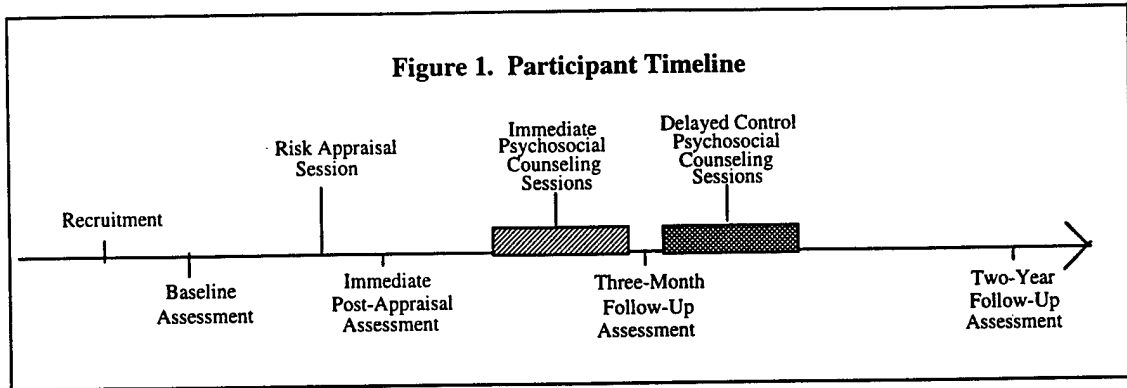 Figure 1. Participant Timeline
Recruitment
Risk Appraisal
Session
Immediate
Psychosocial
Counseling
Sessions
Delayed Control
Psychosocial
Counseling
Sessions
Baseline
Assessment
Immediate
Post-Appraisal
Assessment
Three-Month
Follow-Up
Assessment
Two-Year
Follow-Up
Assessment